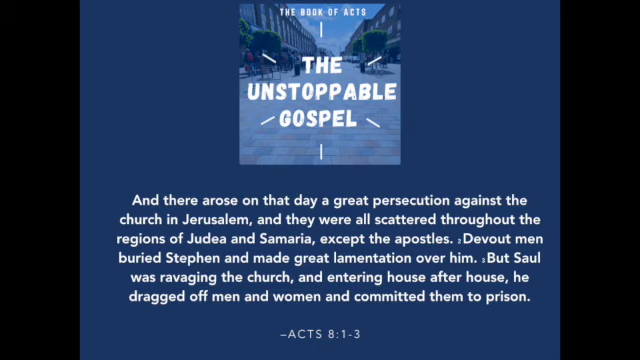 THE BOOK OF ACTS
THE
UNSTOPPABLE
GOSPEL
And there arose on that day a great persecution against the
church in Jerusalem, and they were all scattered throughout the
regions of Judea and Samaria, except the apostles. 2Devout men
buried Stephen and made great lamentation over him. 3But Saul
was ravaging the church, and entering house after house, he
dragged off men and women and committed them to prison.
–ACTS 8:1-3